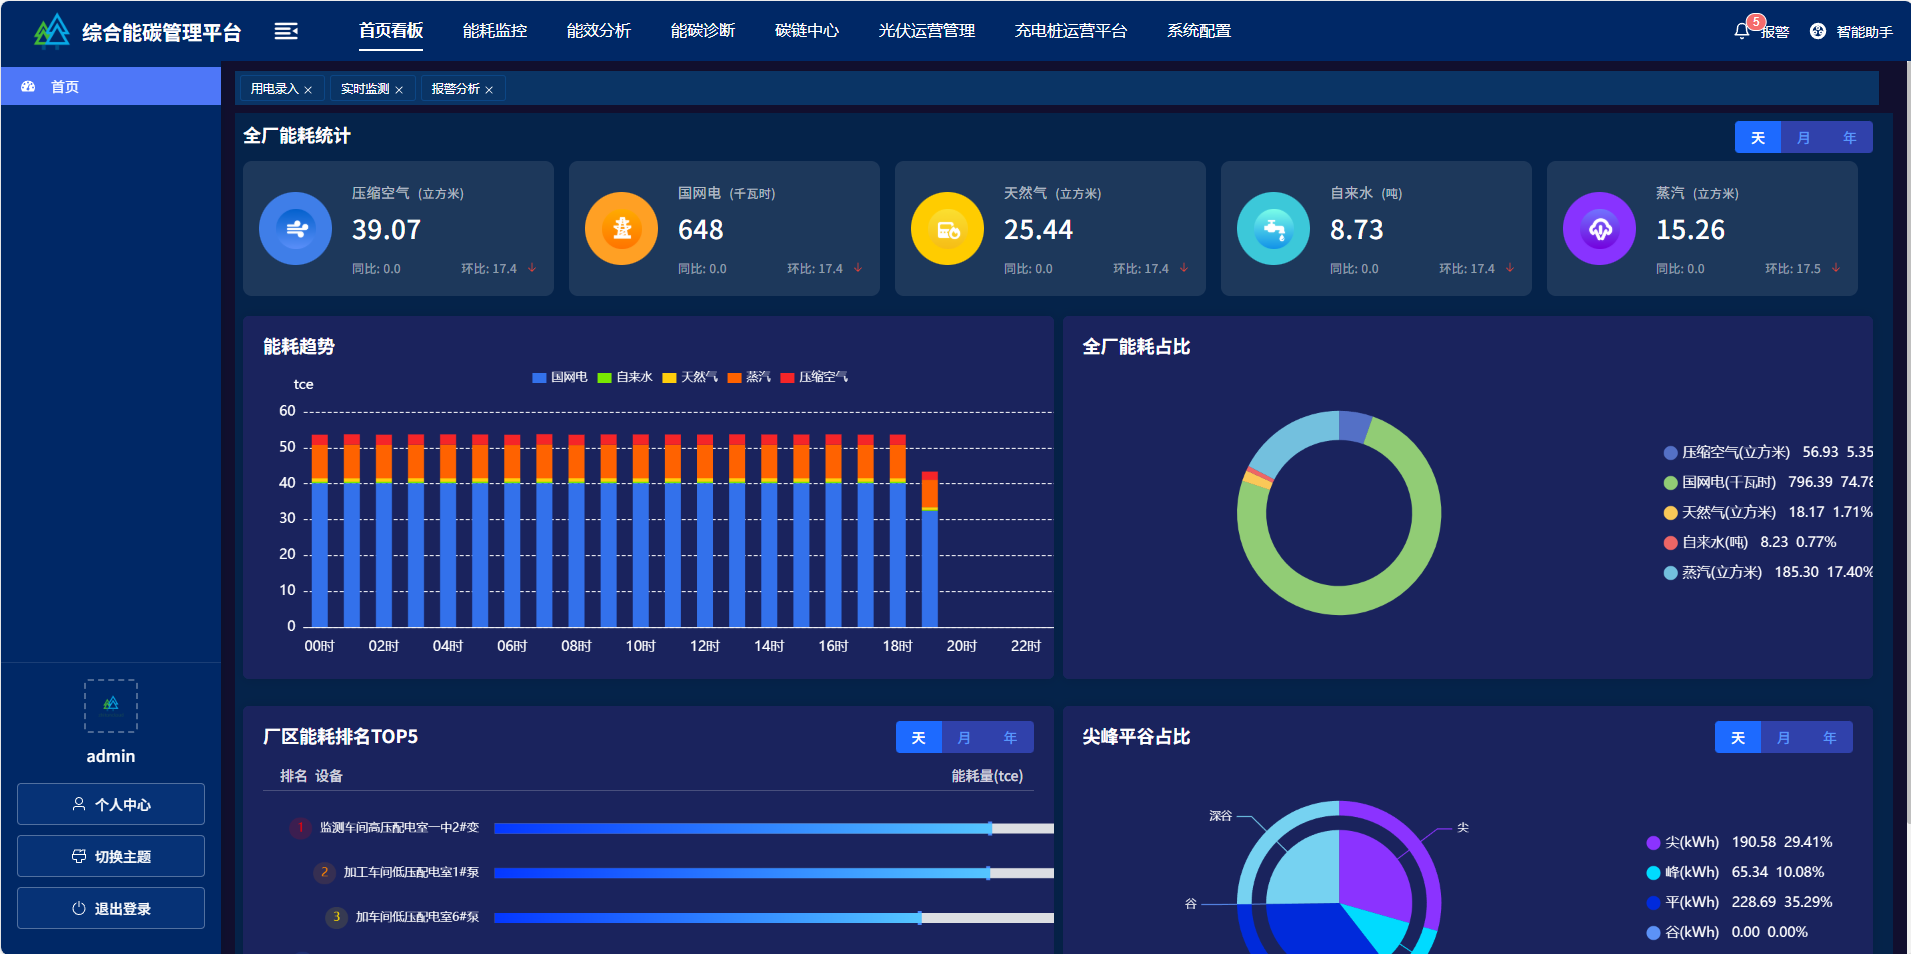 综合能碳管理平台
首页看板 能耗监控 能效分析 能碳诊断 碳链中心 光伏运营管理 充电桩运营平台 系统配置
5 报警 智能助手
首页
用电录入 × 实时监测 × 报警分析 ×
全厂能耗统计
天 月 年
压缩空气 (立方米)
39.07
同比: 0.0 环比: 17.4
国网电 (千瓦时)
648
同比: 0.0 环比: 17.4
天然气 (立方米)
25.44
同比: 0.0 环比: 17.4
自来水 (吨)
8.73
同比: 0.0 环比: 17.4
蒸汽 (立方米)
15.26
同比: 0.0 环比: 17.5
能耗趋势
国网电 自来水 天然气 蒸汽 压缩空气
tce
60
50
40
30
20
10
0
00时 02时 04时 06时 08时 10时 12时 14时 16时 18时 20时 22时
全厂能耗占比
压缩空气(立方米) 56.93 5.35
国网电(千瓦时) 796.39 74.78
天然气(立方米) 18.17 1.71%
自来水(吨) 8.23 0.77%
蒸汽(立方米) 185.30 17.40%
厂区能耗排名TOP5
天 月 年
排名 设备 能耗量(tce)
1 监测车间高压配电室一中2#变
2 加工车间低压配电室1#泵
3 加车间低压配电室6#泵
尖峰平谷占比
天 月 年
深谷
尖
谷
尖(kWh) 190.58 29.41%
峰(kWh) 65.34 10.08%
平(kWh) 228.69 35.29%
谷(kWh) 0.00 0.00%
admin
个人中心
切换主题
退出登录